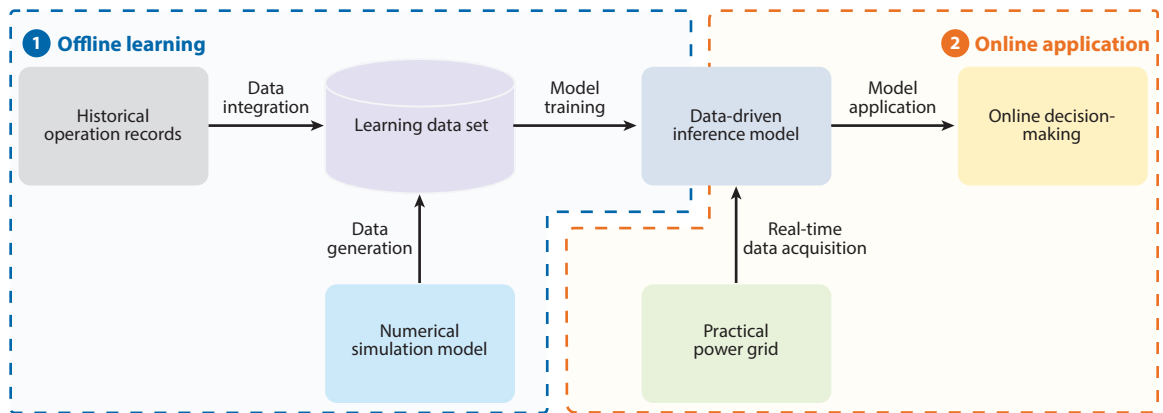 1 Offline learning
2 Online application
Historical
operation records
Data
integration
Learning data set
Model
training
Data-driven
inference model
Model
application
Online decision-
making
Data
generation
Real-time
data acquisition
Numerical
simulation model
Practical
power grid